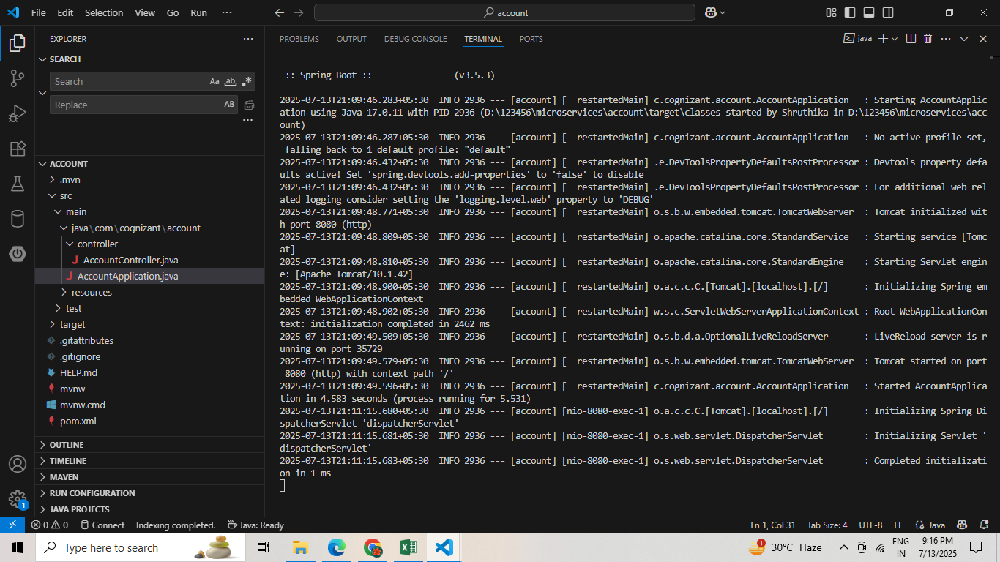 File Edit Selection View Go Run ··· account
EXPLORER ···
SEARCH
Search Aa ab .*
Replace AB
···
ACCOUNT
.mvn
src
main
java\com\cognizant\account
controller
J AccountController.java
J AccountApplication.java
resources
test
target
.gitattributes
.gitignore
HELP.md
mvnw
mvnw.cmd
pom.xml
OUTLINE
TIMELINE
MAVEN
RUN CONFIGURATION
JAVA PROJECTS
1
PROBLEMS OUTPUT DEBUG CONSOLE TERMINAL PORTS java ···
:: Spring Boot :: (v3.5.3)
2025-07-13T21:09:46.283+05:30 INFO 2936 --- [account] [ restartedMain] c.cognizant.account.AccountApplication : Starting AccountApplic
ation using Java 17.0.11 with PID 2936 (D:\123456\microservices\account\target\classes started by Shruthika in D:\123456\microservices\acc
ount)
2025-07-13T21:09:46.287+05:30 INFO 2936 --- [account] [ restartedMain] c.cognizant.account.AccountApplication : No active profile set,
falling back to 1 default profile: "default"
2025-07-13T21:09:46.432+05:30 INFO 2936 --- [account] [ restartedMain] .e.DevToolsPropertyDefaultsPostProcessor : Devtools property defa
ults active! Set 'spring.devtools.add-properties' to 'false' to disable
2025-07-13T21:09:46.432+05:30 INFO 2936 --- [account] [ restartedMain] .e.DevToolsPropertyDefaultsPostProcessor : For additional web rel
ated logging consider setting the 'logging.level.web' property to 'DEBUG'
2025-07-13T21:09:48.771+05:30 INFO 2936 --- [account] [ restartedMain] o.s.b.w.embedded.tomcat.TomcatWebServer : Tomcat initialized wit
h port 8080 (http)
2025-07-13T21:09:48.809+05:30 INFO 2936 --- [account] [ restartedMain] o.apache.catalina.core.StandardService : Starting service [Tomc
at]
2025-07-13T21:09:48.810+05:30 INFO 2936 --- [account] [ restartedMain] o.apache.catalina.core.StandardEngine : Starting Servlet engin
e: [Apache Tomcat/10.1.42]
2025-07-13T21:09:48.900+05:30 INFO 2936 --- [account] [ restartedMain] o.a.c.c.C.[Tomcat].[localhost].[/] : Initializing Spring em
bedded WebApplicationContext
2025-07-13T21:09:48.902+05:30 INFO 2936 --- [account] [ restartedMain] w.s.c.ServletWebServerApplicationContext : Root WebApplicationCon
text: initialization completed in 2462 ms
2025-07-13T21:09:49.509+05:30 INFO 2936 --- [account] [ restartedMain] o.s.b.d.a.OptionalLiveReloadServer : LiveReload server is r
unning on port 35729
2025-07-13T21:09:49.579+05:30 INFO 2936 --- [account] [ restartedMain] o.s.b.w.embedded.tomcat.TomcatWebServer : Tomcat started on port
8080 (http) with context path '/'
2025-07-13T21:09:49.596+05:30 INFO 2936 --- [account] [ restartedMain] c.cognizant.account.AccountApplication : Started AccountApplica
tion in 4.583 seconds (process running for 5.531)
2025-07-13T21:11:15.680+05:30 INFO 2936 --- [account] [nio-8080-exec-1] o.a.c.c.C.[Tomcat].[localhost].[/] : Initializing Spring Di
spatcherServlet 'dispatcherServlet'
2025-07-13T21:11:15.681+05:30 INFO 2936 --- [account] [nio-8080-exec-1] o.s.web.servlet.DispatcherServlet : Initializing Servlet '
dispatcherServlet'
2025-07-13T21:11:15.683+05:30 INFO 2936 --- [account] [nio-8080-exec-1] o.s.web.servlet.DispatcherServlet : Completed initializati
on in 1 ms
0 0 Connect Indexing completed. Java: Ready Ln 1, Col 31 Tab Size: 4 UTF-8 LF {} Java
Type here to search 1 30°C Haze ENG 9:16 PM
IN 7/13/2025